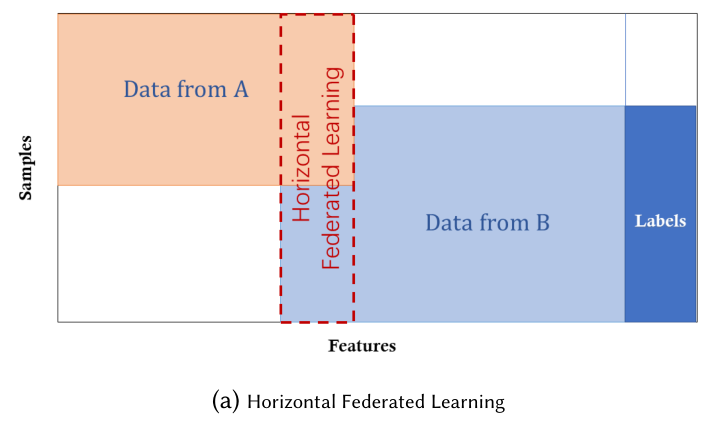 Data from A
Horizontal
Federated Learning
Data from B
Labels
Samples
Features
(a) Horizontal Federated Learning